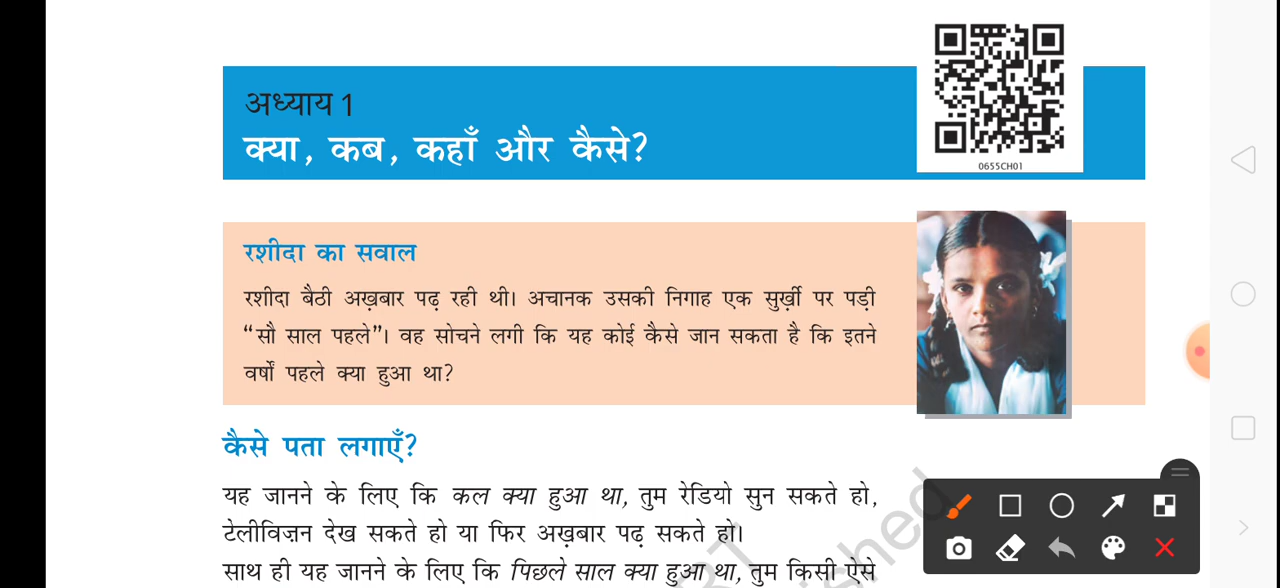 0655CH01
अध्याय 1
क्या, कब, कहाँ और कैसे?
रशीदा का सवाल
रशीदा बैठी अख़बार पढ़ रही थी। अचानक उसकी निगाह एक सुर्ख़ी पर पड़ी
“सौ साल पहले”। वह सोचने लगी कि यह कोई कैसे जान सकता है कि इतने
वर्षों पहले क्या हुआ था?
कैसे पता लगाएँ?
यह जानने के लिए कि कल क्या हुआ था, तुम रेडियो सुन सकते हो,
टेलीविज़न देख सकते हो या फिर अख़बार पढ़ सकते हो।
साथ ही यह जानने के लिए कि पिछले साल क्या हुआ था, तुम किसी ऐसे